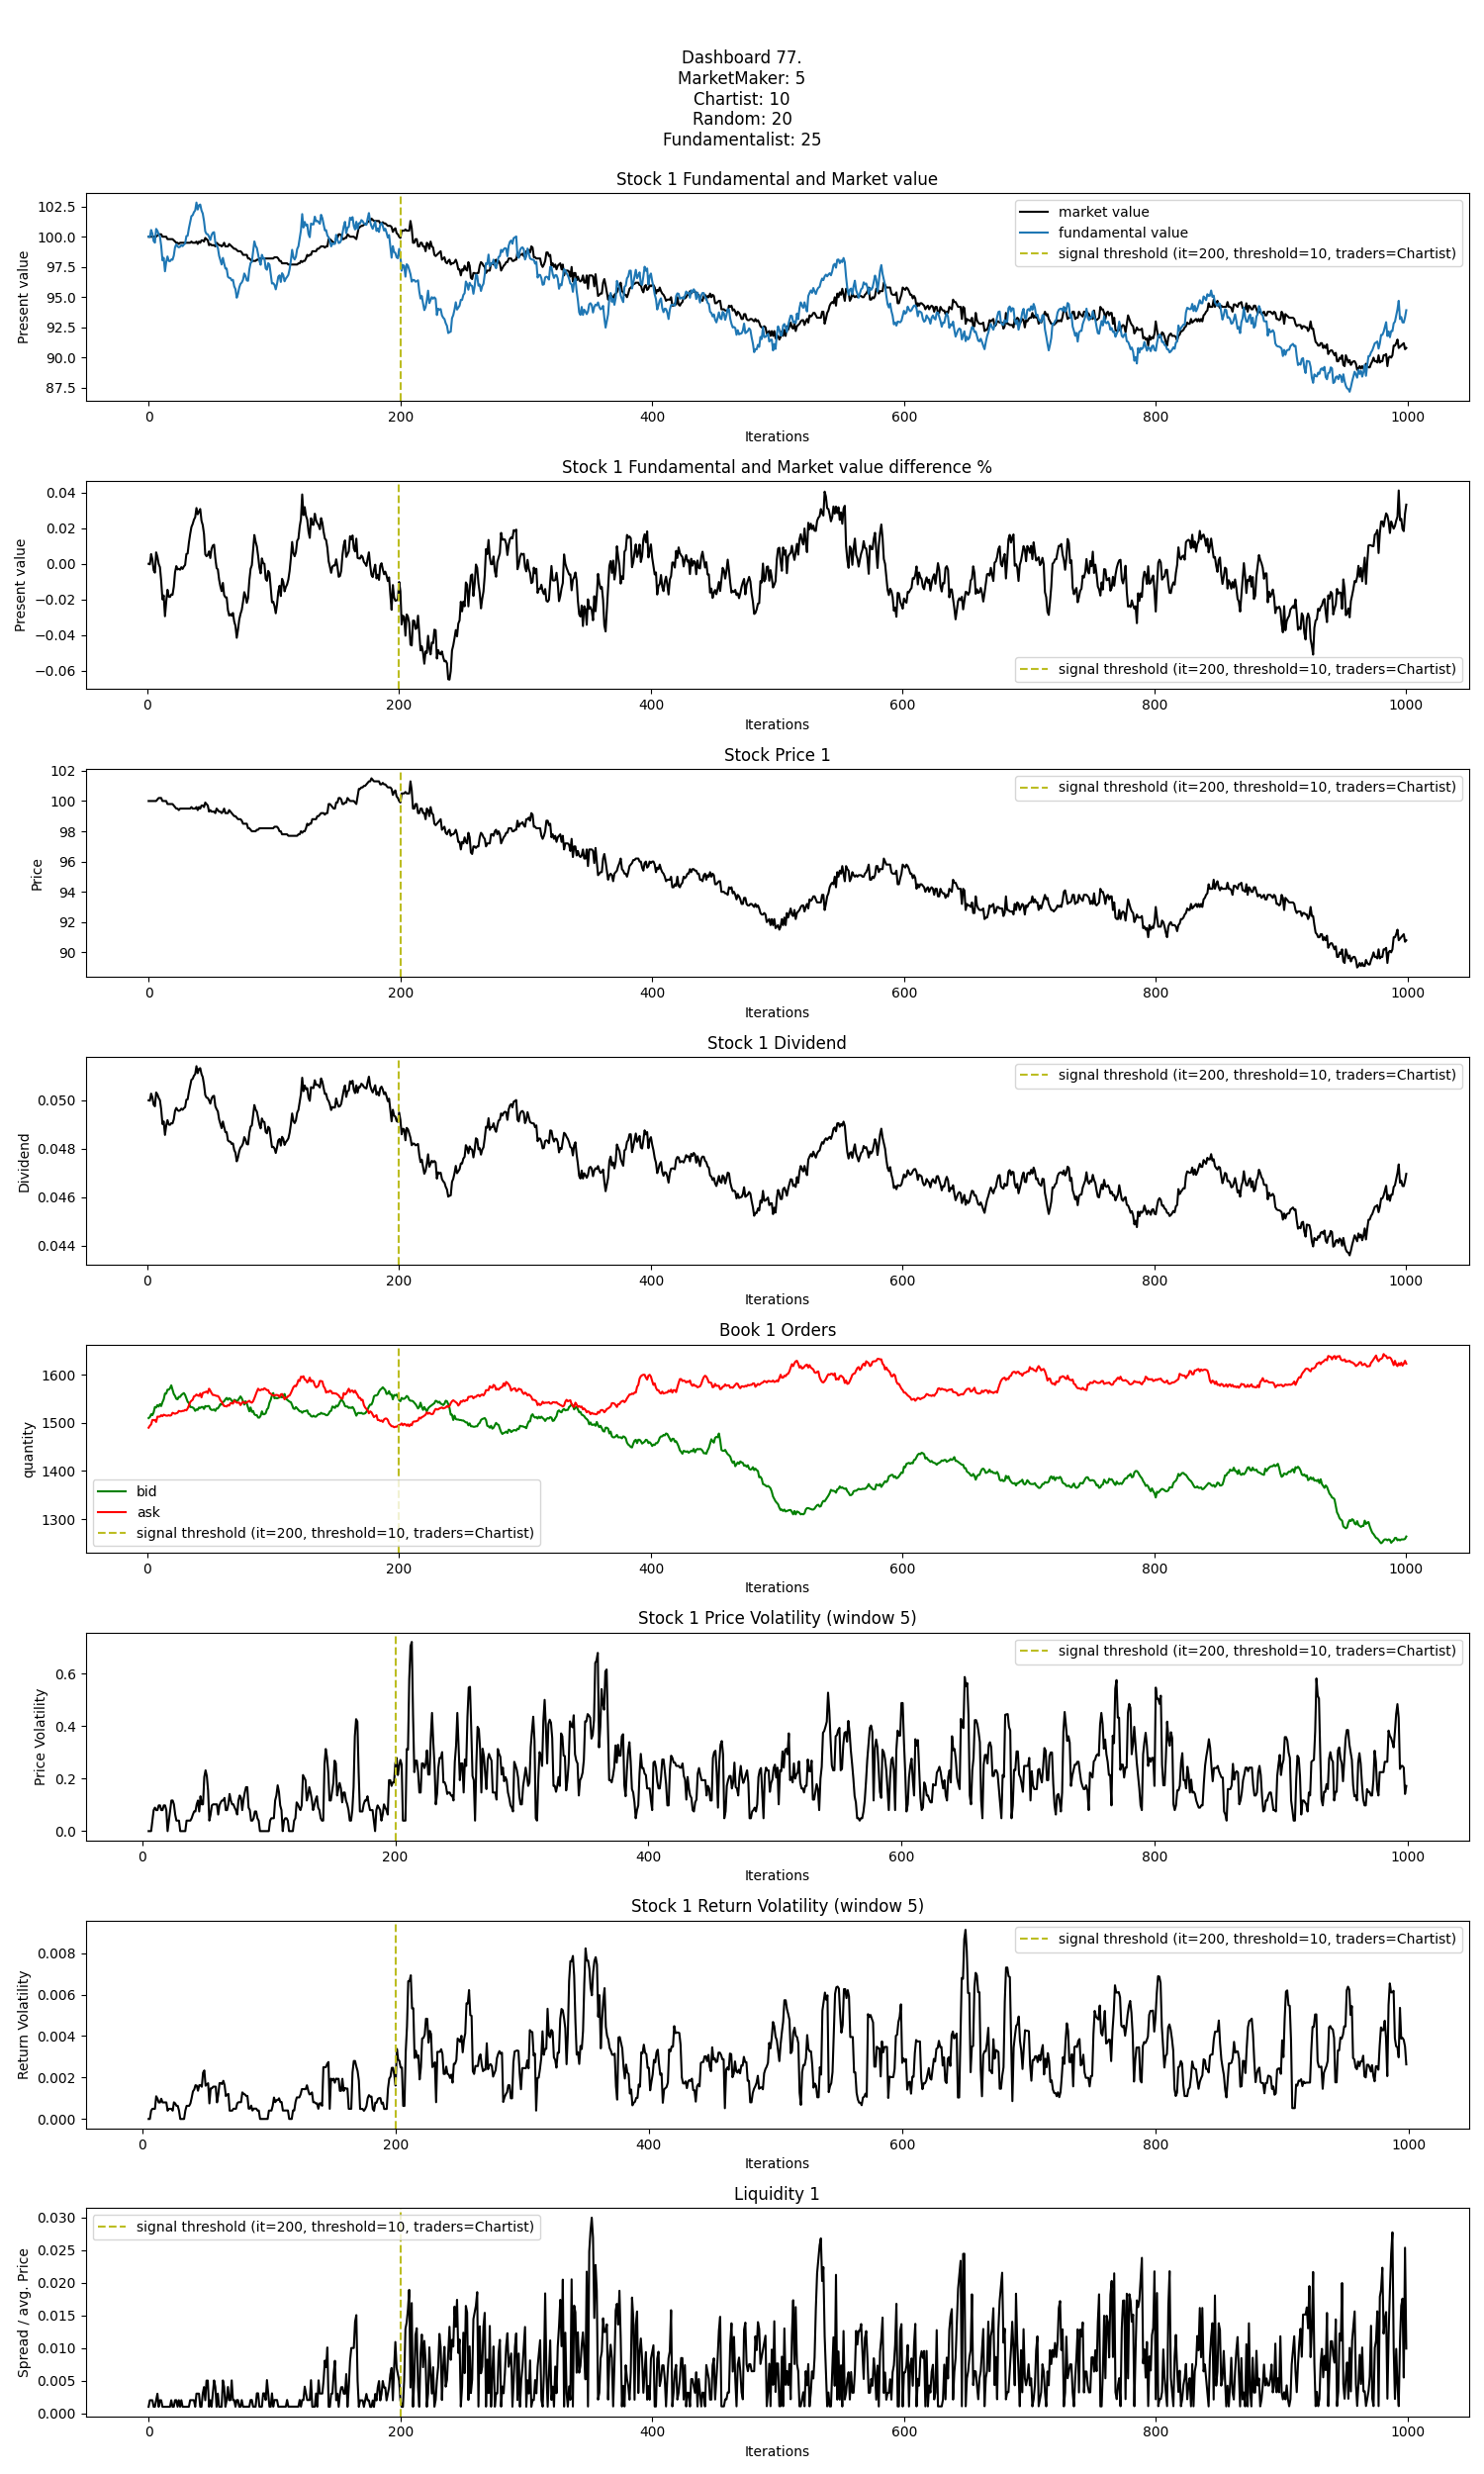 Dashboard 77.
MarketMaker: 5
Chartist: 10
Random: 20
Fundamentalist: 25
Stock 1 Fundamental and Market value
Present value
102.5
100.0
97.5
95.0
92.5
90.0
87.5
market value
fundamental value
signal threshold (it=200, threshold=10, traders=Chartist)
0 200 400 600 800 1000
Iterations
Stock 1 Fundamental and Market value difference %
Present value
0.04
0.02
0.00
−0.02
−0.04
−0.06
signal threshold (it=200, threshold=10, traders=Chartist)
0 200 400 600 800 1000
Iterations
Stock Price 1
Price
102
100
98
96
94
92
90
signal threshold (it=200, threshold=10, traders=Chartist)
0 200 400 600 800 1000
Iterations
Stock 1 Dividend
Dividend
0.050
0.048
0.046
0.044
signal threshold (it=200, threshold=10, traders=Chartist)
0 200 400 600 800 1000
Iterations
Book 1 Orders
quantity
1600
1500
1400
1300
bid
ask
signal threshold (it=200, threshold=10, traders=Chartist)
0 200 400 600 800 1000
Iterations
Stock 1 Price Volatility (window 5)
Price Volatility
0.6
0.4
0.2
0.0
signal threshold (it=200, threshold=10, traders=Chartist)
0 200 400 600 800 1000
Iterations
Stock 1 Return Volatility (window 5)
Return Volatility
0.008
0.006
0.004
0.002
0.000
signal threshold (it=200, threshold=10, traders=Chartist)
0 200 400 600 800 1000
Iterations
Liquidity 1
Spread / avg. Price
0.030
0.025
0.020
0.015
0.010
0.005
0.000
signal threshold (it=200, threshold=10, traders=Chartist)
0 200 400 600 800 1000
Iterations